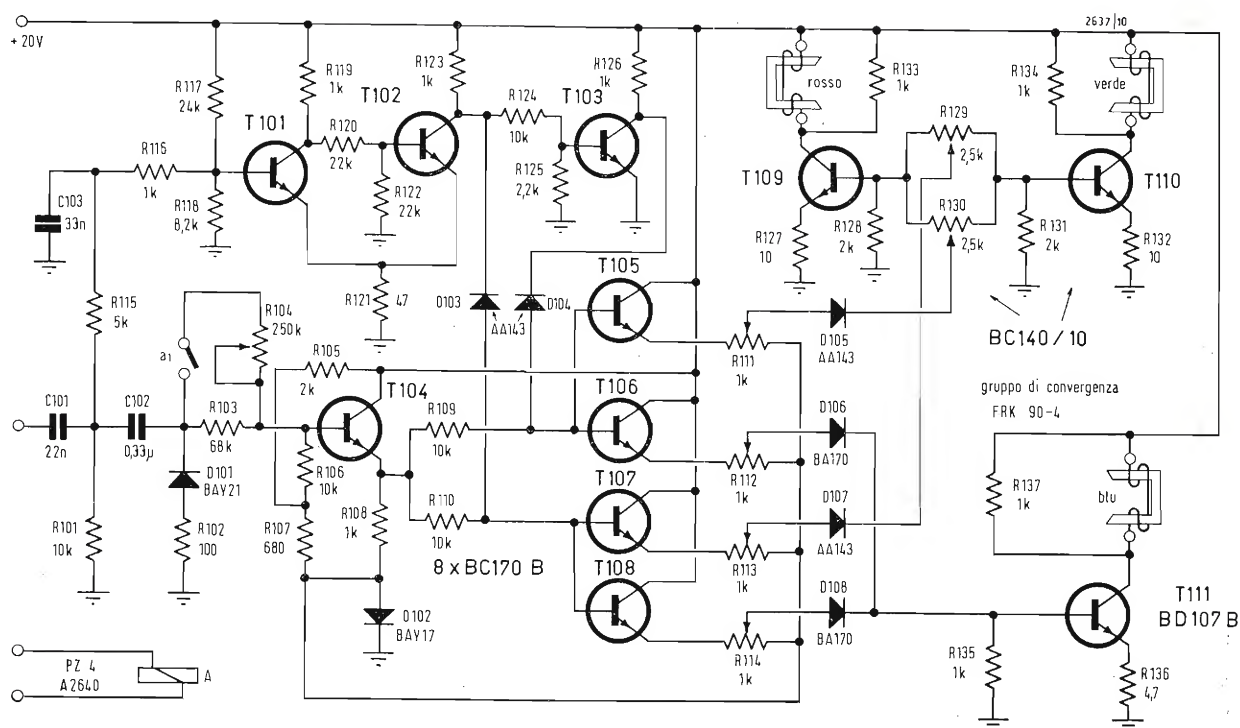 2637/10
+ 20V
R117
24k
R119
1k
T102
R123
1k
R124
10k
T103
R126
1k
rosso
R133
1k
R134
1k
verde
T101
R120
22k
R129
2,5k
R116
1k
R118
8,2k
R122
22k
R125
2,2k
T109
R128
2k
R130
2,5k
R131
2k
T110
C103
33n
R127
10
R132
10
R121
47
T105
D103
D104
AA143
R115
5k
R104
250k
a1
R105
2k
D105
AA143
R111
1k
BC140/10
gruppo di convergenza
FRK 90-4
T104
T106
C101
22n
C102
0,33µ
R103
68k
R109
10k
D106
BA170
R112
1k
D101
BAY21
R106
10k
T107
D107
AA143
R137
1k
blu
R101
10k
R102
100
R107
680
R108
1k
R110
10k
8 x BC170 B
R113
1k
T108
D108
BA170
D102
BAY17
R114
1k
T111
BD107B
R135
1k
R136
4,7
PZ 4
A2640
A